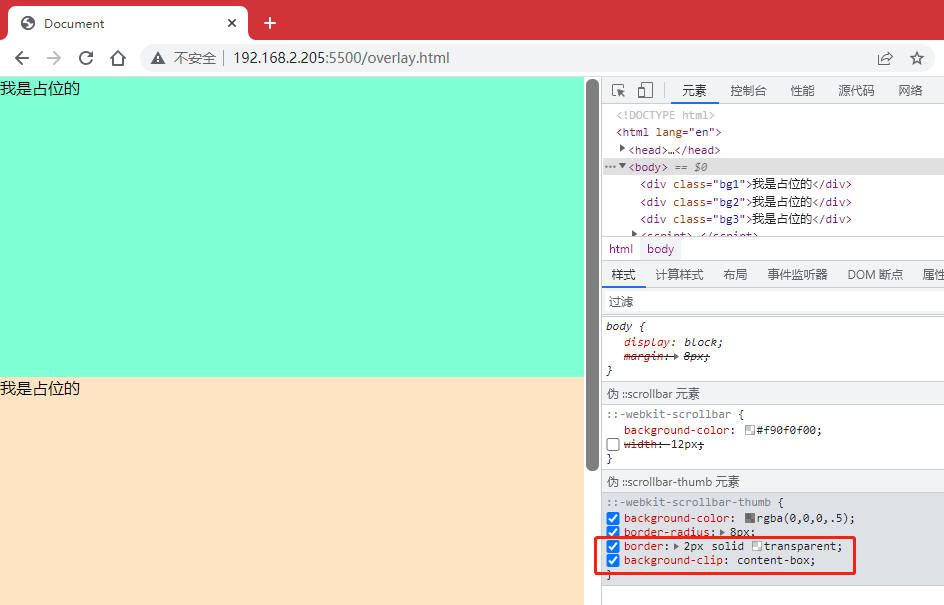 Document
不安全 192.168.2.205:5500/overlay.html
我是占位的
我是占位的
元素 控制台 性能 源代码 网络
<!DOCTYPE html>
<html lang="en">
<head>…</head>
<body> == $0
<div class="bg1">我是占位的</div>
<div class="bg2">我是占位的</div>
<div class="bg3">我是占位的</div>
<script>…</script>
html body
样式 计算样式 布局 事件监听器 DOM 断点 属性
过滤
body {
display: block;
margin: 8px;
}
伪 ::scrollbar 元素
::-webkit-scrollbar {
background-color: #f90f0f00;
width: 12px;
}
伪 ::scrollbar-thumb 元素
::-webkit-scrollbar-thumb {
background-color: rgba(0,0,0,.5);
border-radius: 8px;
border: 2px solid transparent;
background-clip: content-box;
}